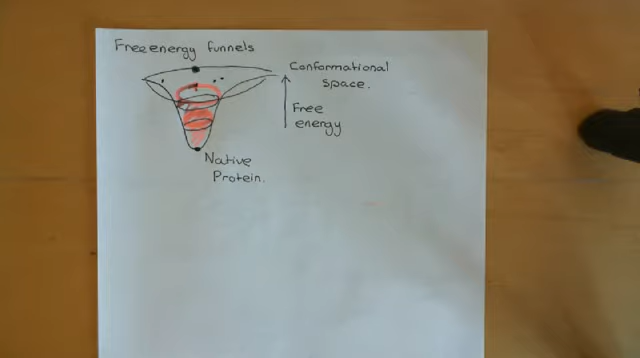 Free energy funnels
Conformational
space.
Free
energy
Native
Protein.